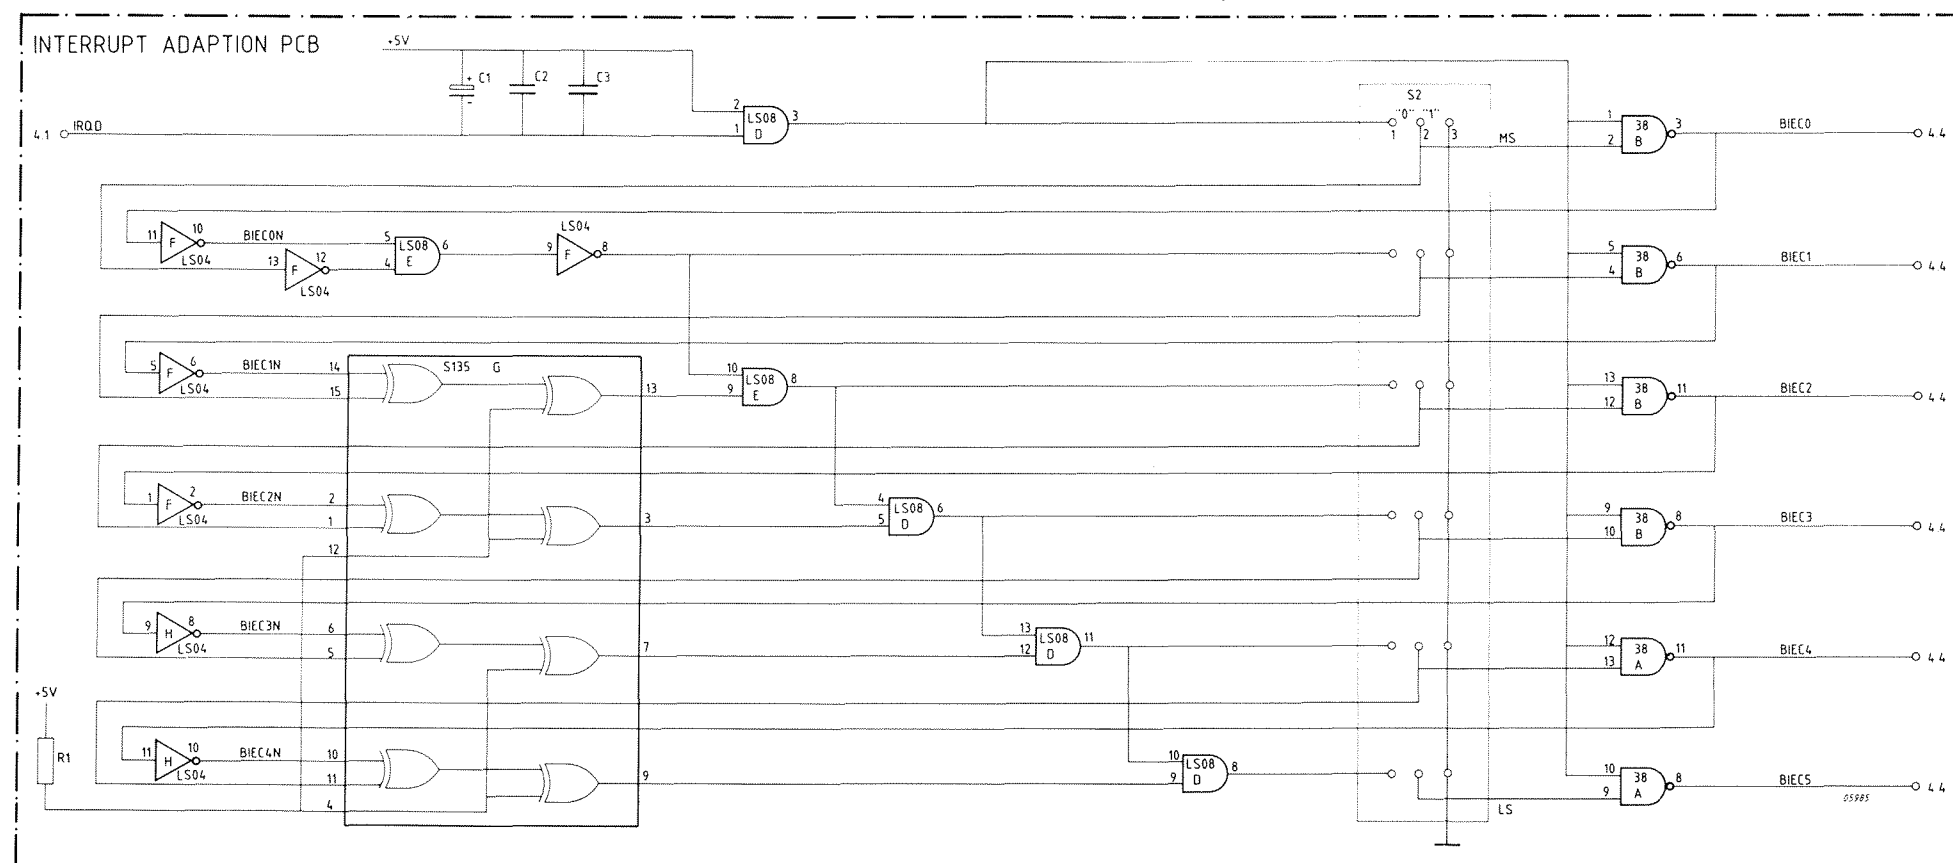 INTERRUPT ADAPTION PCB
+5V
+ C1
-
C2
C3
4.1 IRQD
2
1
LS08
D
3
S2
"0" "1"
1 2 3
MS
1
2
38
B
3
BIEC0
4 4
11
F
10
LS04
BIEC0N
13
F
12
LS04
5
4
LS08
E
6
LS04
9
F
8
5
4
38
B
6
BIEC1
4 4
5
F
6
LS04
BIEC1N
14
15
S135 G
13
10
9
LS08
E
8
13
12
38
B
11
BIEC2
4 4
1
F
2
LS04
BIEC2N
2
1
12
3
4
5
LS08
D
6
9
10
38
B
8
BIEC3
4 4
9
H
8
LS04
BIEC3N
6
5
7
13
12
LS08
D
11
12
13
38
A
11
BIEC4
4 4
+5V
R1
11
H
10
LS04
BIEC4N
10
11
4
9
10
9
LS08
D
8
LS
10
9
38
A
8
BIEC5
4 4
05985